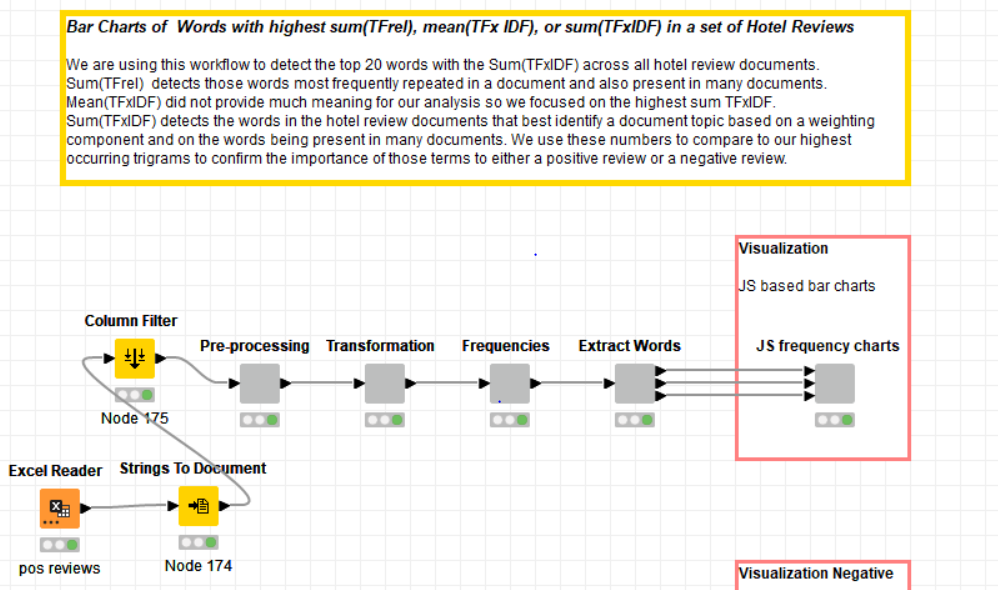 Bar Charts of Words with highest sum(TFrel), mean(TFx IDF), or sum(TFxIDF) in a set of Hotel Reviews
We are using this workflow to detect the top 20 words with the Sum(TFxIDF) across all hotel review documents.
Sum(TFrel) detects those words most frequently repeated in a document and also present in many documents.
Mean(TFxIDF) did not provide much meaning for our analysis so we focused on the highest sum TFxIDF.
Sum(TFxIDF) detects the words in the hotel review documents that best identify a document topic based on a weighting
component and on the words being present in many documents. We use these numbers to compare to our highest
occurring trigrams to confirm the importance of those terms to either a positive review or a negative review.
Visualization
JS based bar charts
Column Filter
Pre-processing
Transformation
Frequencies
Extract Words
JS frequency charts
Node 175
Excel Reader
Strings To Document
pos reviews
Node 174
Visualization Negative